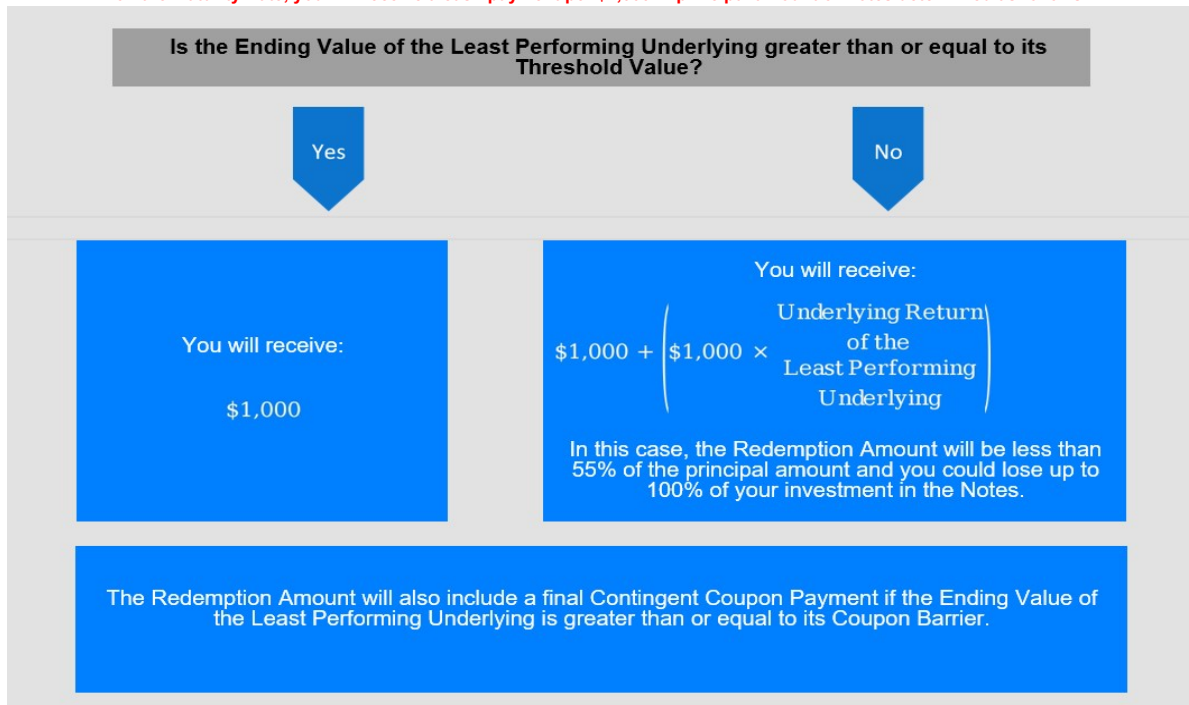 Is the Ending Value of the Least Performing Underlying greater than or equal to its
Threshold Value?
Yes
No
You will receive:
$1,000
You will receive:
$1,000 + ($1,000 × Underlying Return
of the
Least Performing
Underlying)
In this case, the Redemption Amount will be less than
55% of the principal amount and you could lose up to
100% of your investment in the Notes.
The Redemption Amount will also include a final Contingent Coupon Payment if the Ending Value of
the Least Performing Underlying is greater than or equal to its Coupon Barrier.